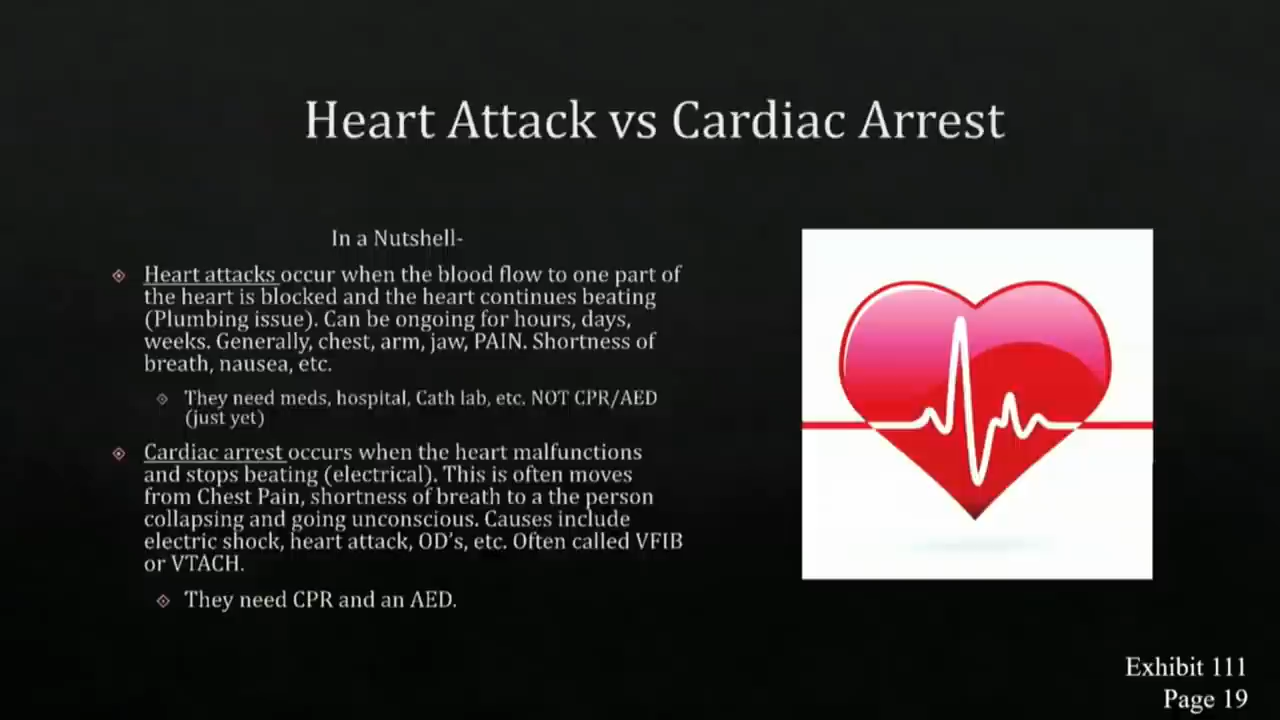 Heart Attack vs Cardiac Arrest
In a Nutshell-
Heart attacks occur when the blood flow to one part of
the heart is blocked and the heart continues beating
(Plumbing issue). Can be ongoing for hours, days,
weeks. Generally, chest, arm, jaw, PAIN. Shortness of
breath, nausea, etc.
They need meds, hospital, Cath lab, etc. NOT CPR/AED
(just yet)
Cardiac arrest occurs when the heart malfunctions
and stops beating (electrical). This is often moves
from Chest Pain, shortness of breath to a the person
collapsing and going unconscious. Causes include
electric shock, heart attack, OD's, etc. Often called VFIB
or VTACH.
They need CPR and an AED.
Exhibit 111
Page 19